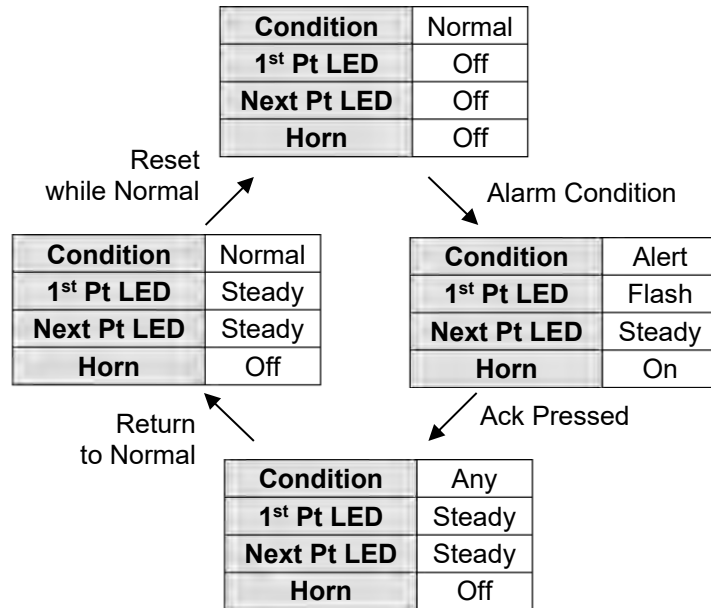 Condition Normal
1st Pt LED Off
Next Pt LED Off
Horn Off
Reset
while Normal
Alarm Condition
Condition Normal
1st Pt LED Steady
Next Pt LED Steady
Horn Off
Condition Alert
1st Pt LED Flash
Next Pt LED Steady
Horn On
Return
to Normal
Ack Pressed
Condition Any
1st Pt LED Steady
Next Pt LED Steady
Horn Off